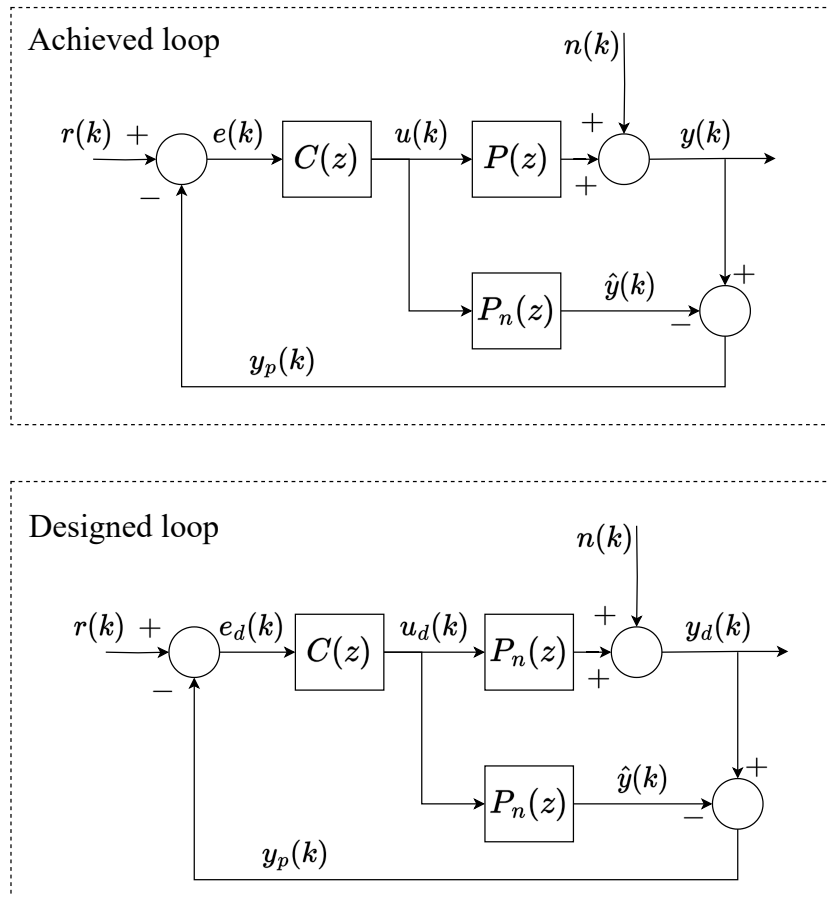 Achieved loop
n(k)
r(k) + e(k) C(z) u(k) P(z) + + y(k)
−
P_n(z) ŷ(k) − +
y_p(k)
Designed loop
n(k)
r(k) + e_d(k) C(z) u_d(k) P_n(z) + + y_d(k)
−
P_n(z) ŷ(k) − +
y_p(k)